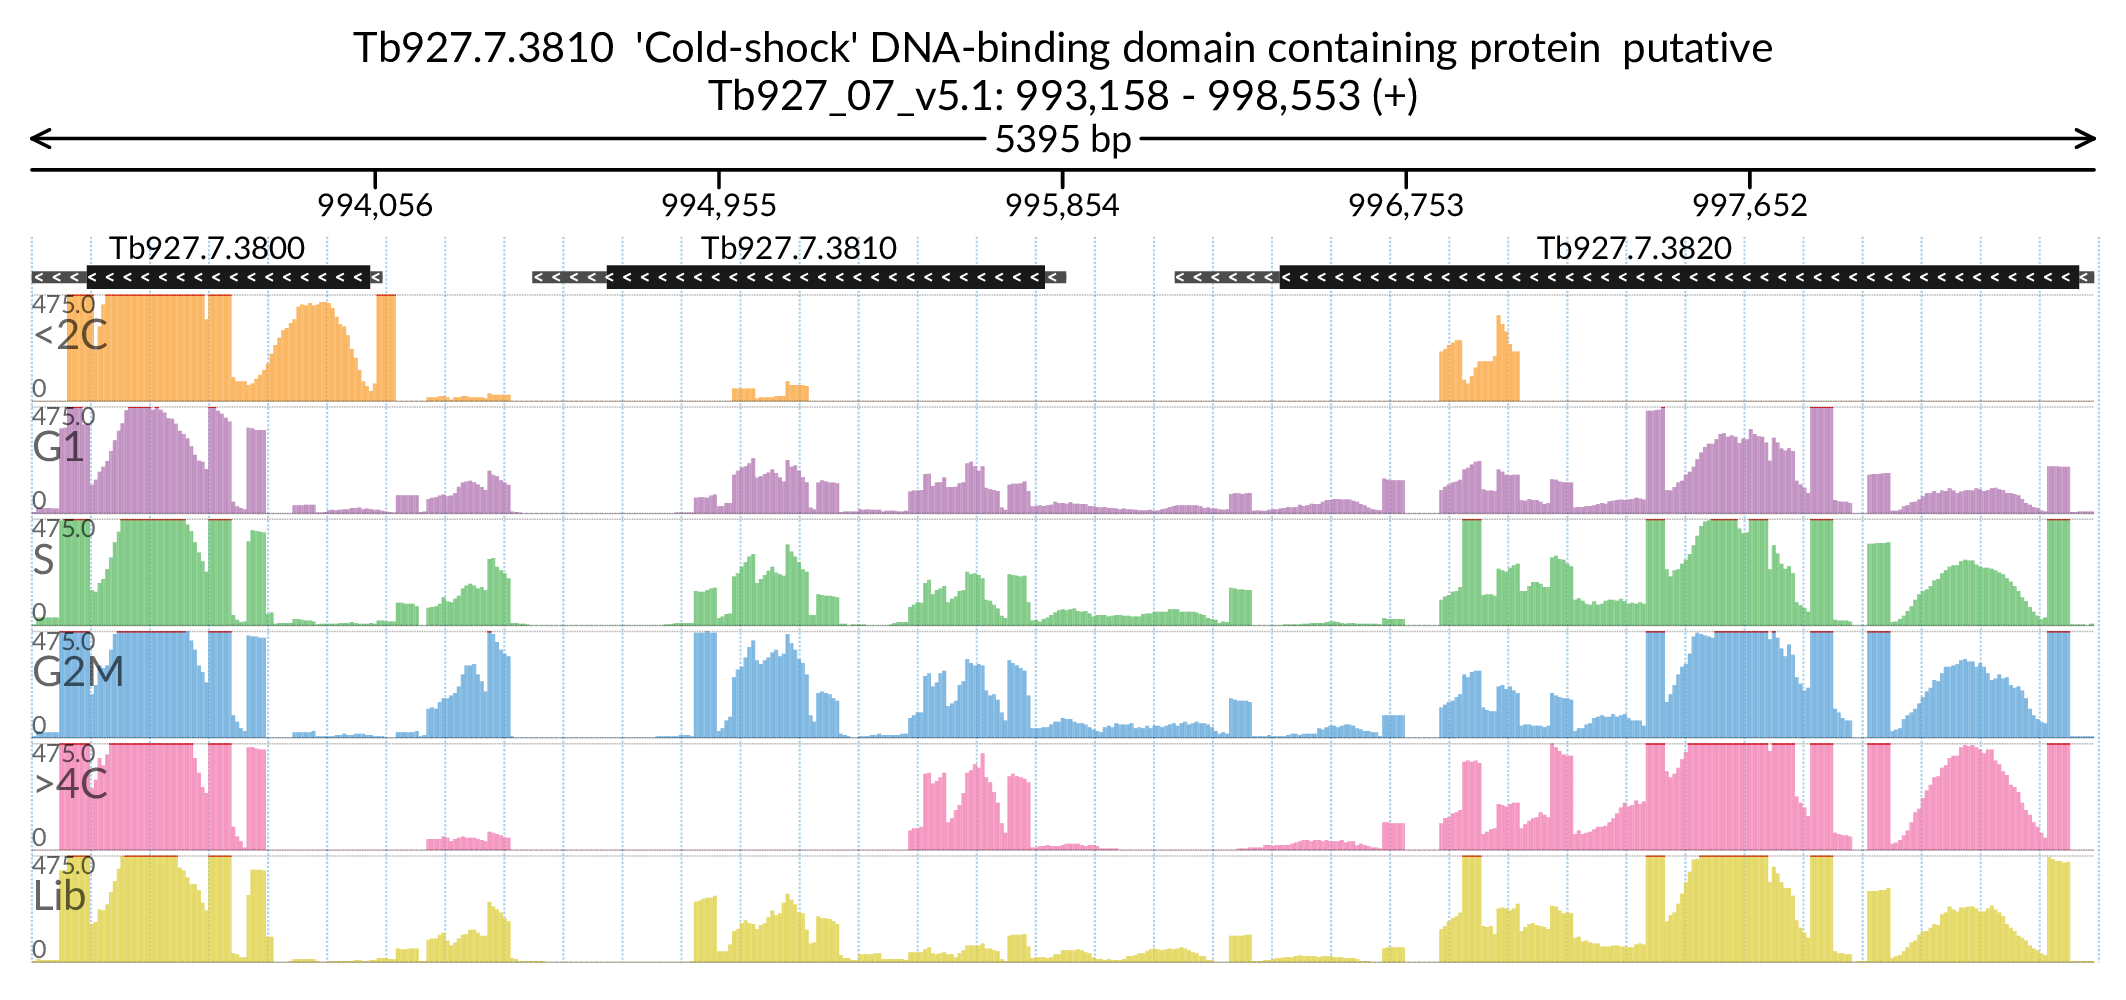 Tb927.7.3810  'Cold-shock' DNA-binding domain containing protein  putative
Tb927_07_v5.1: 993,158 - 998,553 (+)
5395 bp
994,056 994,955 995,854 996,753 997,652
Tb927.7.3800 Tb927.7.3810 Tb927.7.3820
475.0
<2C
0
475.0
G1
0
475.0
S
0
475.0
G2M
0
475.0
>4C
0
475.0
Lib
0